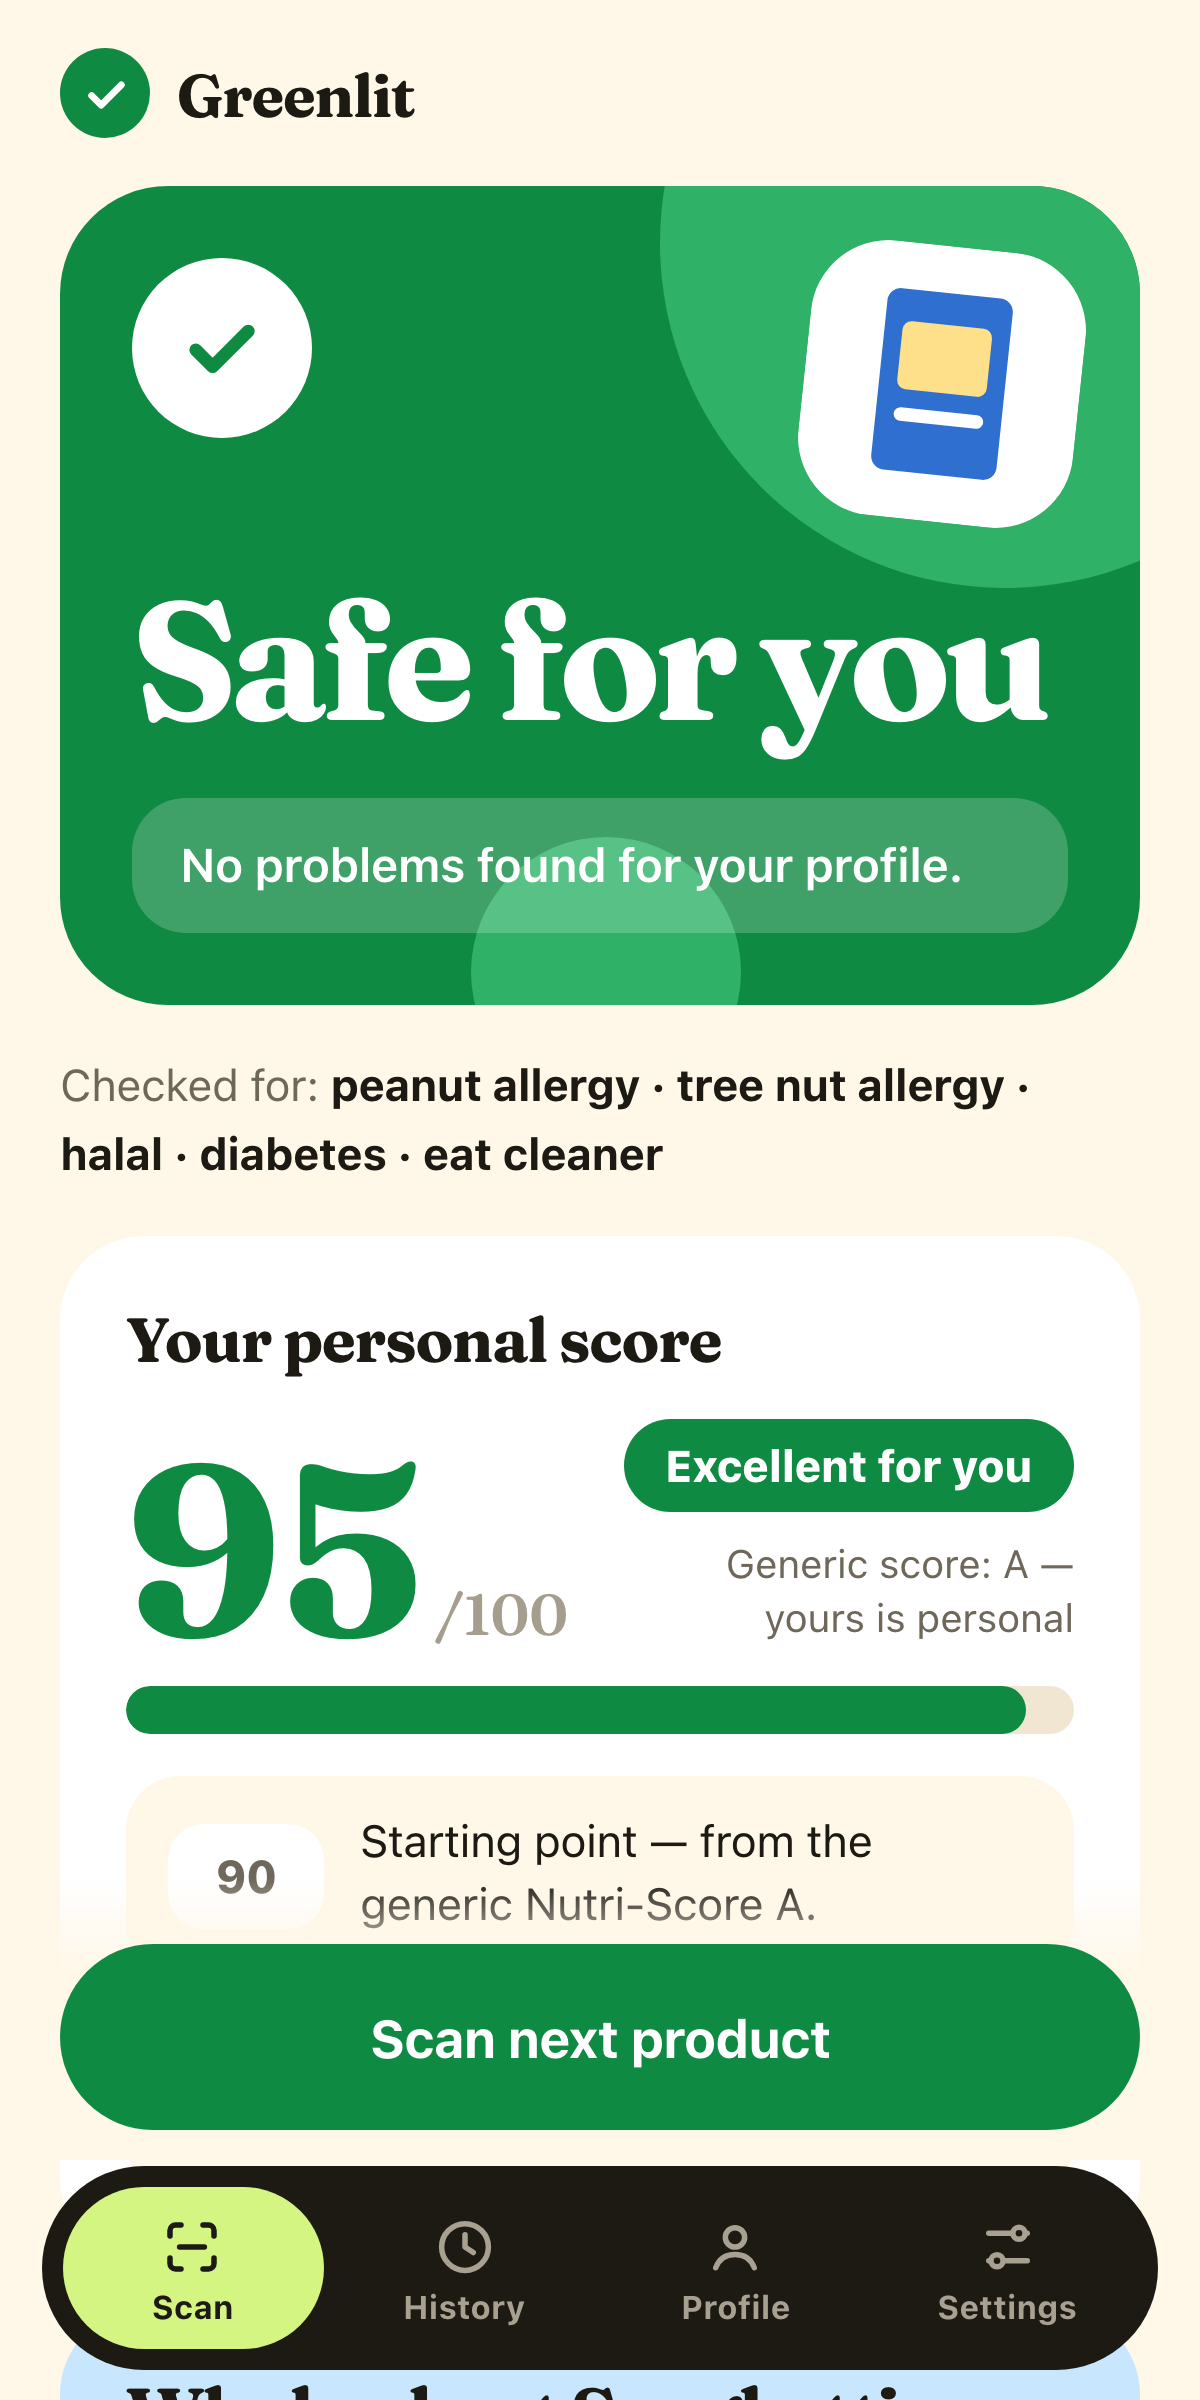 Greenlit
Safe for you
No problems found for your profile.
Checked for: peanut allergy · tree nut allergy ·
halal · diabetes · eat cleaner
Your personal score
95 /100
Excellent for you
Generic score: A —
yours is personal
90
Starting point — from the
generic Nutri-Score A.
Scan next product
Scan
History
Profile
Settings